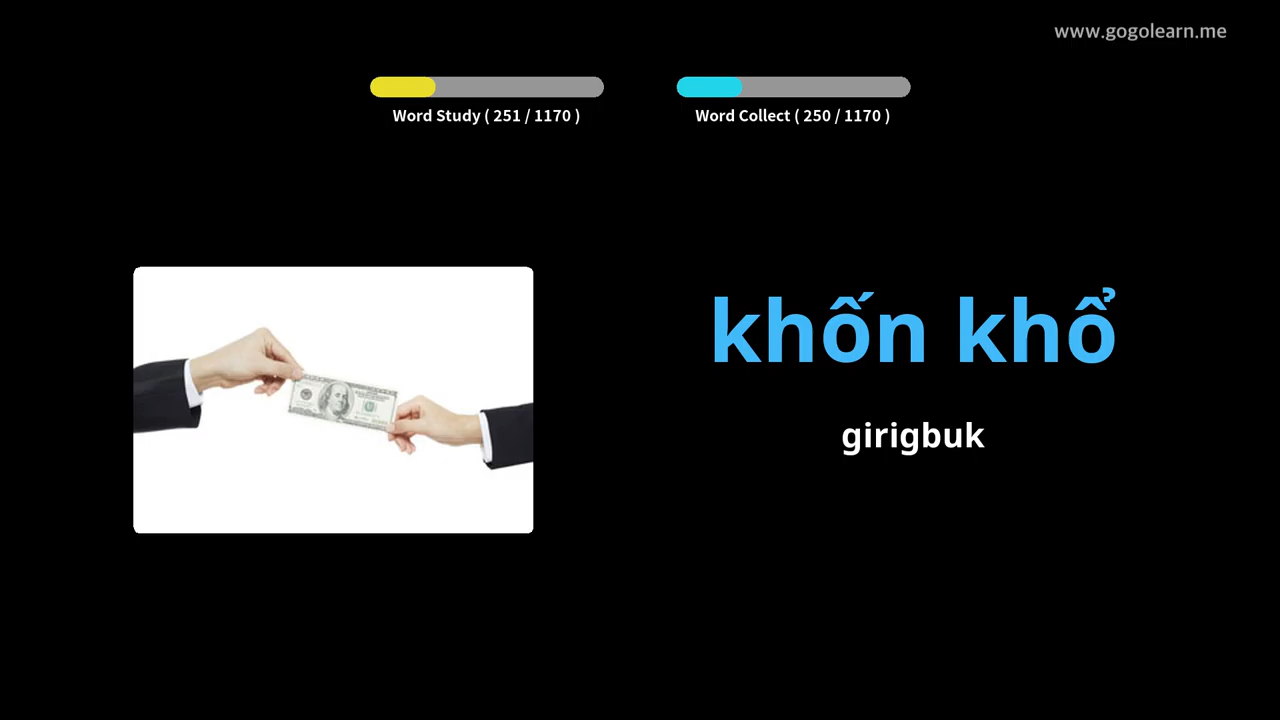 www.gogolearn.me
Word Study ( 251 / 1170 )
Word Collect ( 250 / 1170 )
khốn khổ
girigbuk